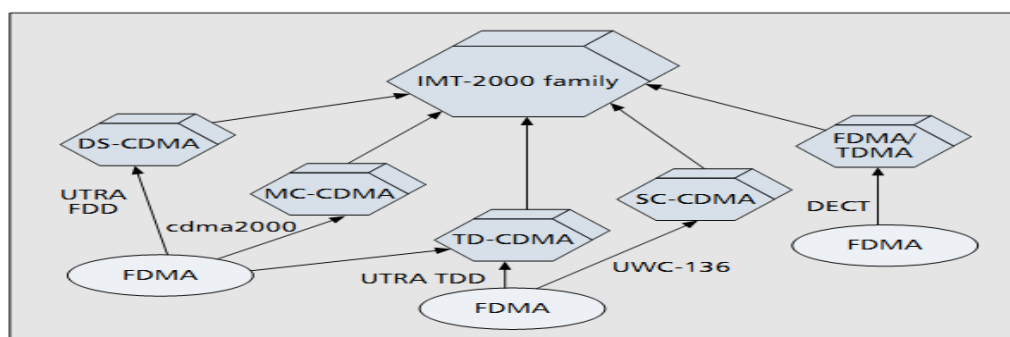 IMT-2000 family
DS-CDMA
FDMA/
TDMA
UTRA
FDD
MC-CDMA
SC-CDMA
DECT
cdma2000
TD-CDMA
FDMA
UWC-136
FDMA
UTRA TDD
FDMA